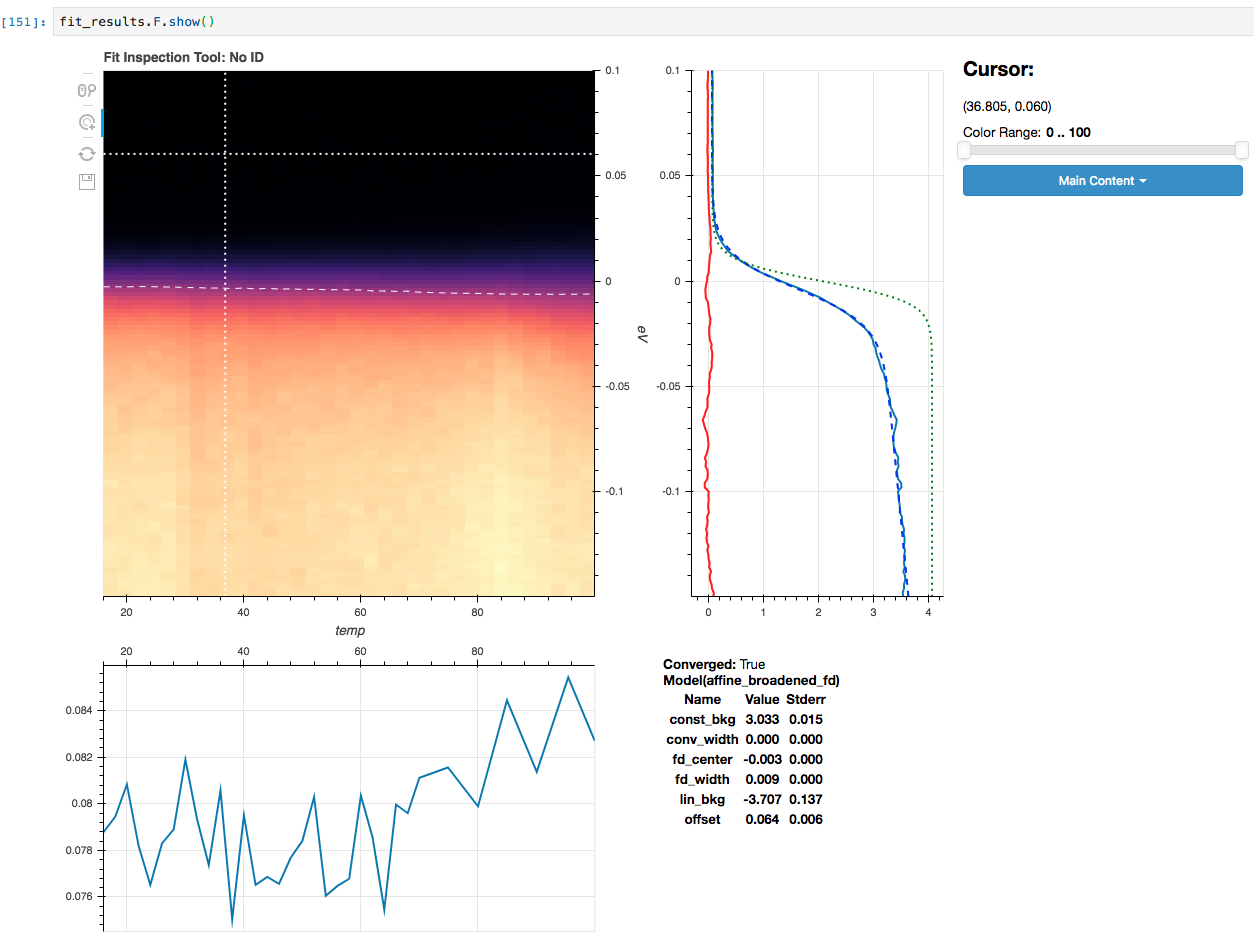 [151]: fit_results.F.show()
Fit Inspection Tool: No ID
0.1
0.05
0
-0.05
-0.1
eV
20 40 60 80
temp
0.1
0.05
0
-0.05
-0.1
0 1 2 3 4
Cursor:
(36.805, 0.060)
Color Range: 0 .. 100
Main Content
20 40 60 80
0.084
0.082
0.08
0.078
0.076
Converged: True
Model(affine_broadened_fd)
Name Value Stderr
const_bkg 3.033 0.015
conv_width 0.000 0.000
fd_center -0.003 0.000
fd_width 0.009 0.000
lin_bkg -3.707 0.137
offset 0.064 0.006